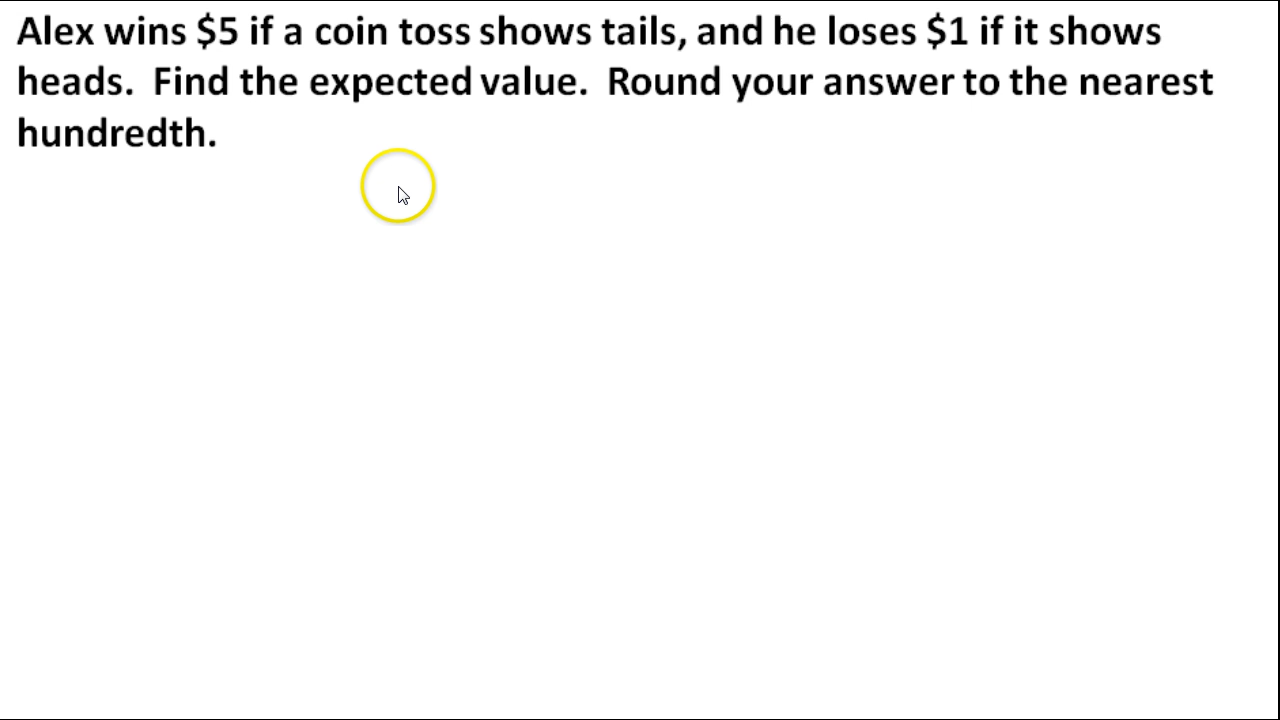 Alex wins $5 if a coin toss shows tails, and he loses $1 if it shows
heads.  Find the expected value.  Round your answer to the nearest
hundredth.